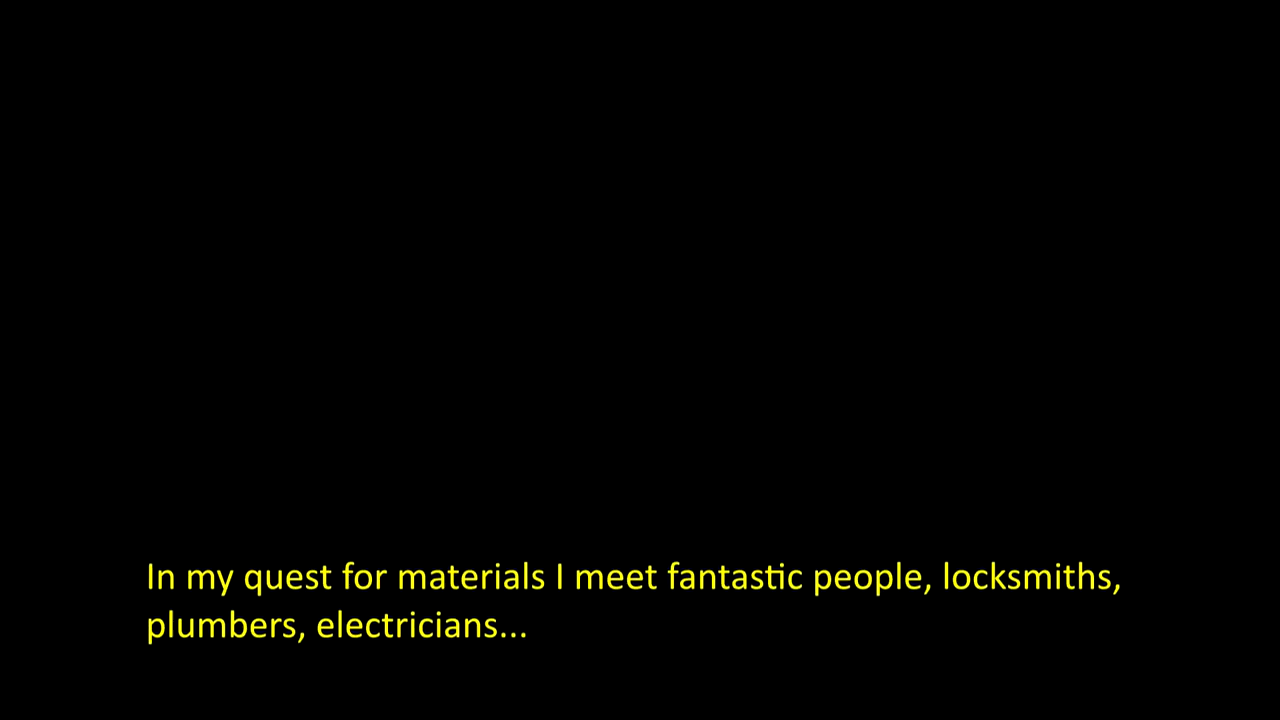 In my quest for materials I meet fantastic people, locksmiths,
plumbers, electricians...